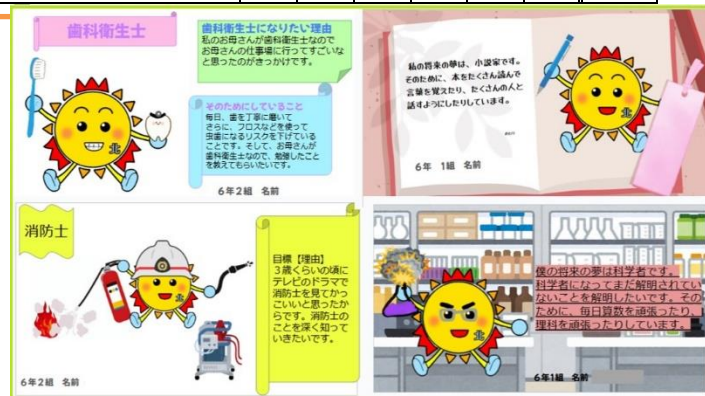 歯科衛生士
歯科衛生士になりたい理由
私のお母さんが歯科衛生士なので
お母さんの仕事場に行ってすごいな
と思ったのがきっかけです。
そのためにしていること
毎日、歯を丁寧に磨いて
さらに、フロスなどを使って
虫歯になるリスクを下げている
ことです。そして、お母さんが
歯科衛生士なので、勉強したこと
を教えてもらいたいです。
北
6年2組 名前
私の将来の夢は、小説家です。
そのために、本をたくさん読んで
言葉を覚えたり、たくさんの人と
話すようにしたりしています。
6年 1組 名前
北
消防士
目標【理由】
3歳くらいの頃に
テレビのドラマで
消防士を見てかっ
こいいと思ったか
らです。消防士の
ことを深く知って
いきたいです。
北
6年2組 名前
僕の将来の夢は科学者です。
科学者になってまだ解明されてい
ないことを解明したいです。その
ために、毎日算数を頑張ったり、
理科を頑張ったりしています。
北
6年1組 名前